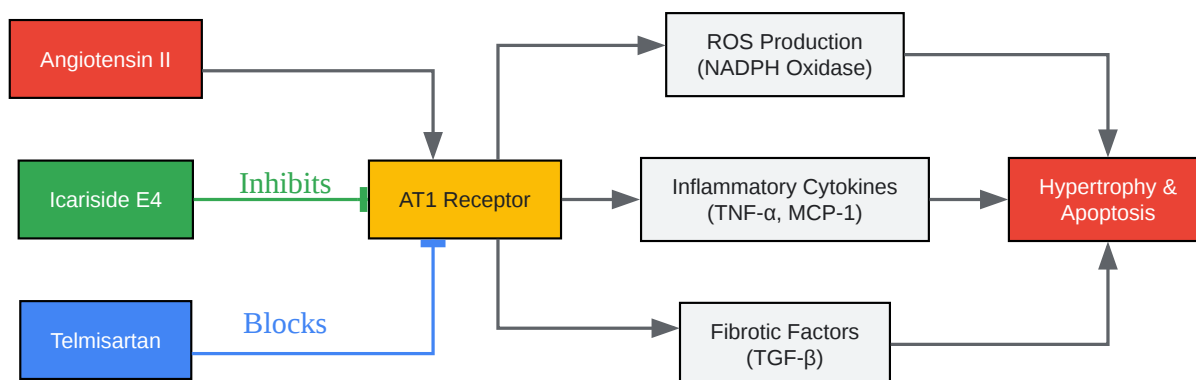 Angiotensin II
ROS Production
(NADPH Oxidase)
Icariside E4
Inhibits
AT1 Receptor
Inflammatory Cytokines
(TNF-α, MCP-1)
Hypertrophy &
Apoptosis
Telmisartan
Blocks
Fibrotic Factors
(TGF-β)